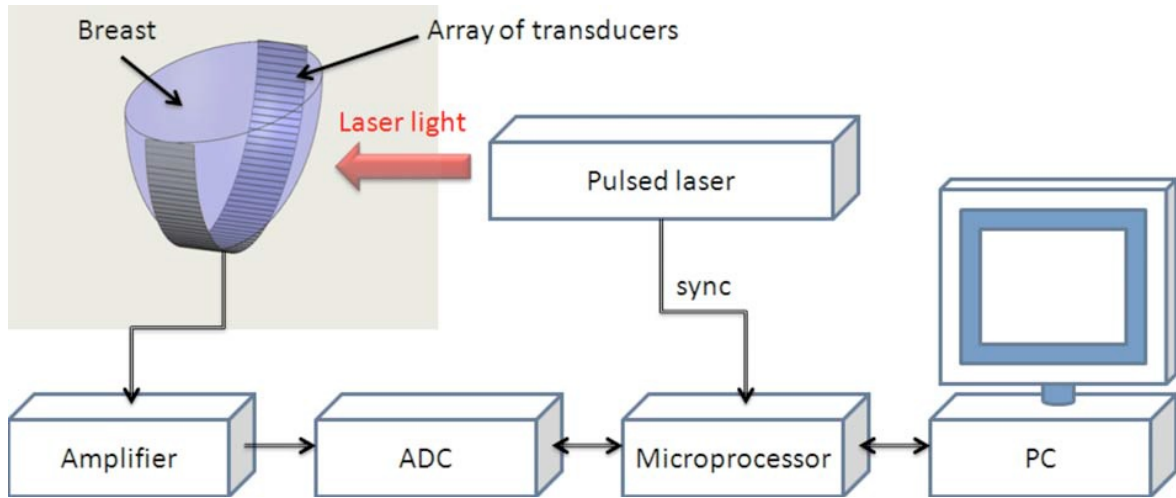 Breast
Array of transducers
Laser light
Pulsed laser
sync
Amplifier
ADC
Microprocessor
PC